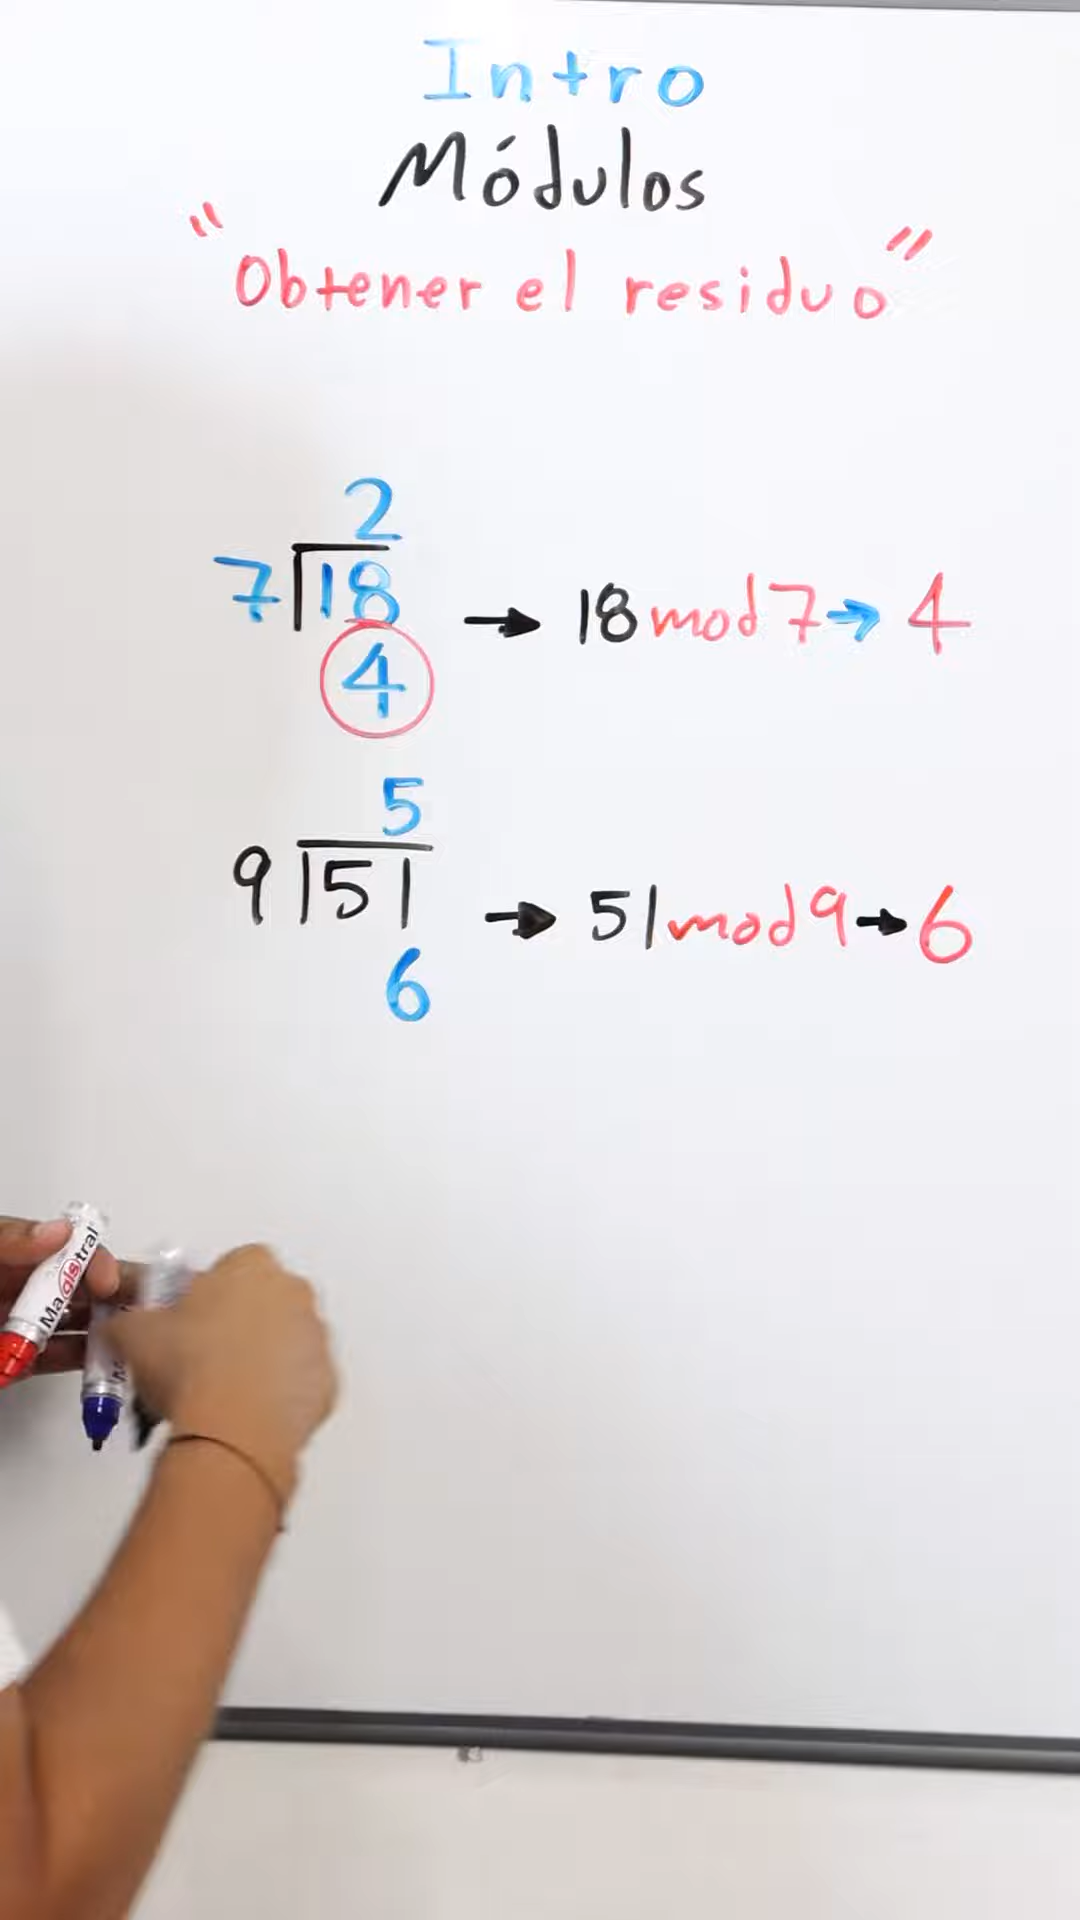 Intro
Módulos
"Obtener el residuo"
2
7 18 → 18 mod 7 → 4
4
5
9 51 → 51 mod 9 → 6
6
Magistral